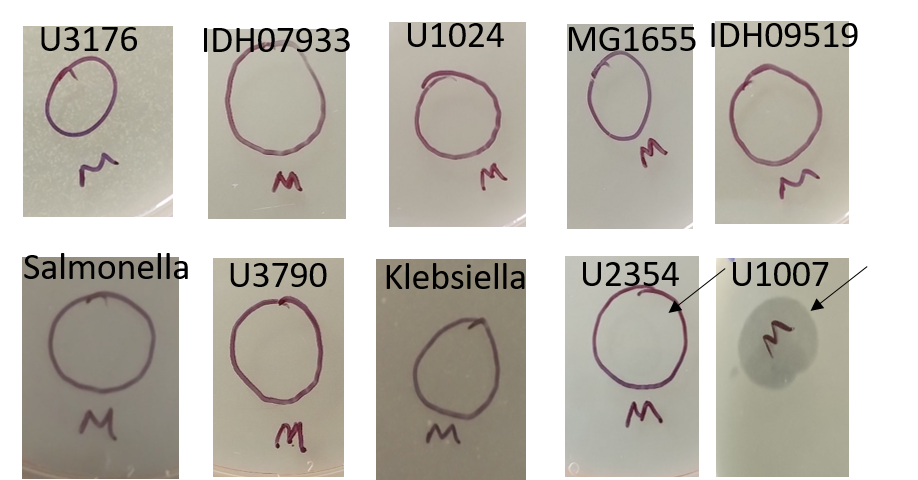 U3176 IDH07933 U1024 MG1655 IDH09519
M M M M M
Salmonella U3790 Klebsiella U2354 U1007
M M M M M